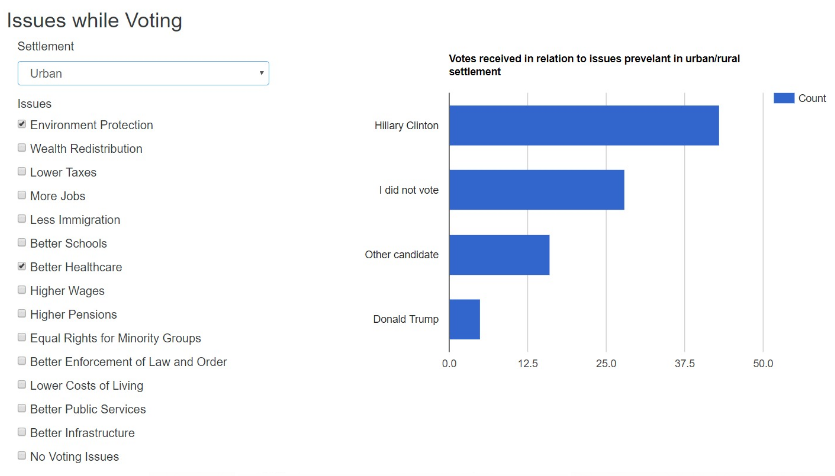 Issues while Voting
Settlement
Urban
Issues
Environment Protection
Wealth Redistribution
Lower Taxes
More Jobs
Less Immigration
Better Schools
Better Healthcare
Higher Wages
Higher Pensions
Equal Rights for Minority Groups
Better Enforcement of Law and Order
Lower Costs of Living
Better Public Services
Better Infrastructure
No Voting Issues
Votes received in relation to issues prevelant in urban/rural
settlement
Count
Hillary Clinton
I did not vote
Other candidate
Donald Trump
0.0 12.5 25.0 37.5 50.0